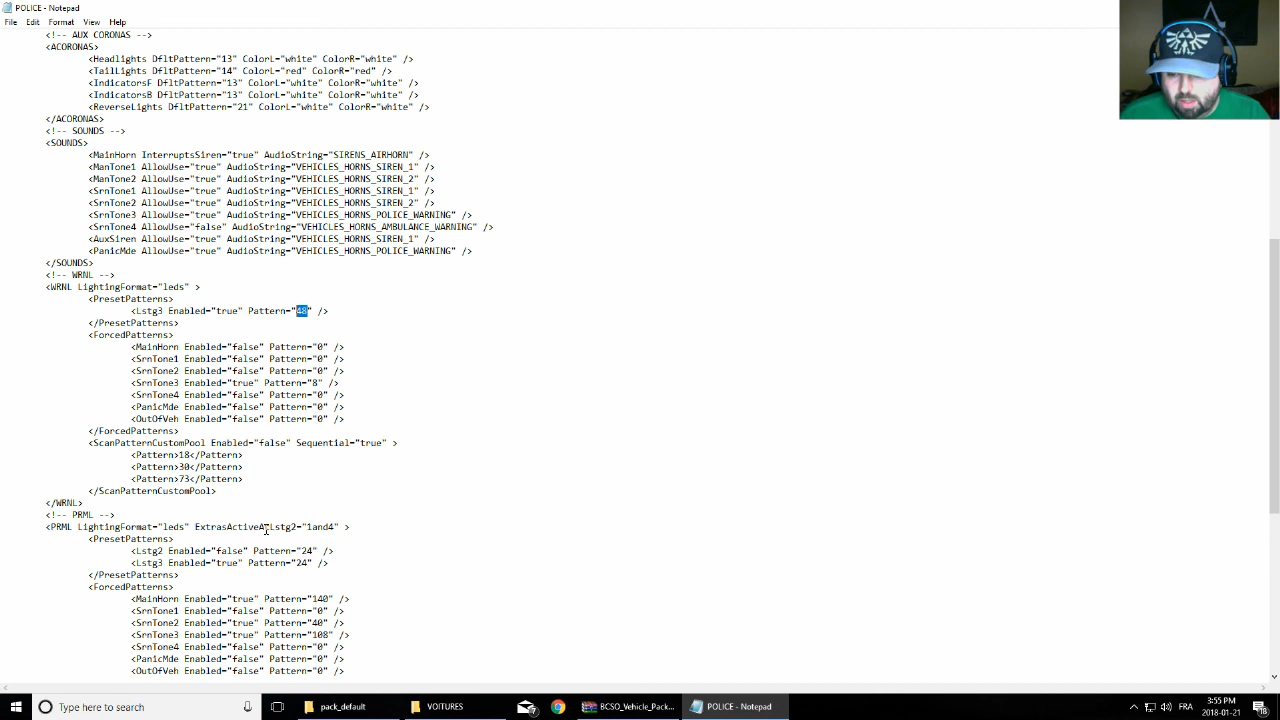 POLICE - Notepad
File Edit Format View Help
<!-- AUX CORONAS -->
<ACORONAS>
<Headlights DfltPattern="13" ColorL="white" ColorR="white" />
<TailLights DfltPattern="14" ColorL="red" ColorR="red" />
<IndicatorsF DfltPattern="13" ColorL="white" ColorR="white" />
<IndicatorsB DfltPattern="13" ColorL="white" ColorR="white" />
<ReverseLights DfltPattern="21" ColorL="white" ColorR="white" />
</ACORONAS>
<!-- SOUNDS -->
<SOUNDS>
<MainHorn InterruptsSiren="true" AudioString="SIRENS_AIRHORN" />
<ManTone1 AllowUse="true" AudioString="VEHICLES_HORNS_SIREN_1" />
<ManTone2 AllowUse="true" AudioString="VEHICLES_HORNS_SIREN_2" />
<SrnTone1 AllowUse="true" AudioString="VEHICLES_HORNS_SIREN_1" />
<SrnTone2 AllowUse="true" AudioString="VEHICLES_HORNS_SIREN_2" />
<SrnTone3 AllowUse="true" AudioString="VEHICLES_HORNS_POLICE_WARNING" />
<SrnTone4 AllowUse="false" AudioString="VEHICLES_HORNS_AMBULANCE_WARNING" />
<AuxSiren AllowUse="true" AudioString="VEHICLES_HORNS_SIREN_1" />
<PanicMde AllowUse="true" AudioString="VEHICLES_HORNS_POLICE_WARNING" />
</SOUNDS>
<!-- WRNL -->
<WRNL LightingFormat="leds" >
<PresetPatterns>
<Lstg3 Enabled="true" Pattern="48" />
</PresetPatterns>
<ForcedPatterns>
<MainHorn Enabled="false" Pattern="0" />
<SrnTone1 Enabled="false" Pattern="0" />
<SrnTone2 Enabled="false" Pattern="0" />
<SrnTone3 Enabled="true" Pattern="8" />
<SrnTone4 Enabled="false" Pattern="0" />
<PanicMde Enabled="false" Pattern="0" />
<OutOfVeh Enabled="false" Pattern="0" />
</ForcedPatterns>
<ScanPatternCustomPool Enabled="false" Sequential="true" >
<Pattern>18</Pattern>
<Pattern>30</Pattern>
<Pattern>73</Pattern>
</ScanPatternCustomPool>
</WRNL>
<!-- PRML -->
<PRML LightingFormat="leds" ExtrasActiveAtLstg2="1and4" >
<PresetPatterns>
<Lstg2 Enabled="false" Pattern="24" />
<Lstg3 Enabled="true" Pattern="24" />
</PresetPatterns>
<ForcedPatterns>
<MainHorn Enabled="true" Pattern="140" />
<SrnTone1 Enabled="false" Pattern="0" />
<SrnTone2 Enabled="true" Pattern="40" />
<SrnTone3 Enabled="true" Pattern="108" />
<SrnTone4 Enabled="false" Pattern="0" />
<PanicMde Enabled="false" Pattern="0" />
<OutOfVeh Enabled="false" Pattern="0" />
Type here to search pack_default VOITURES 7 BCSO_Vehicle_Pack... POLICE - Notepad FR 3:55 PM
2018-01-21 18